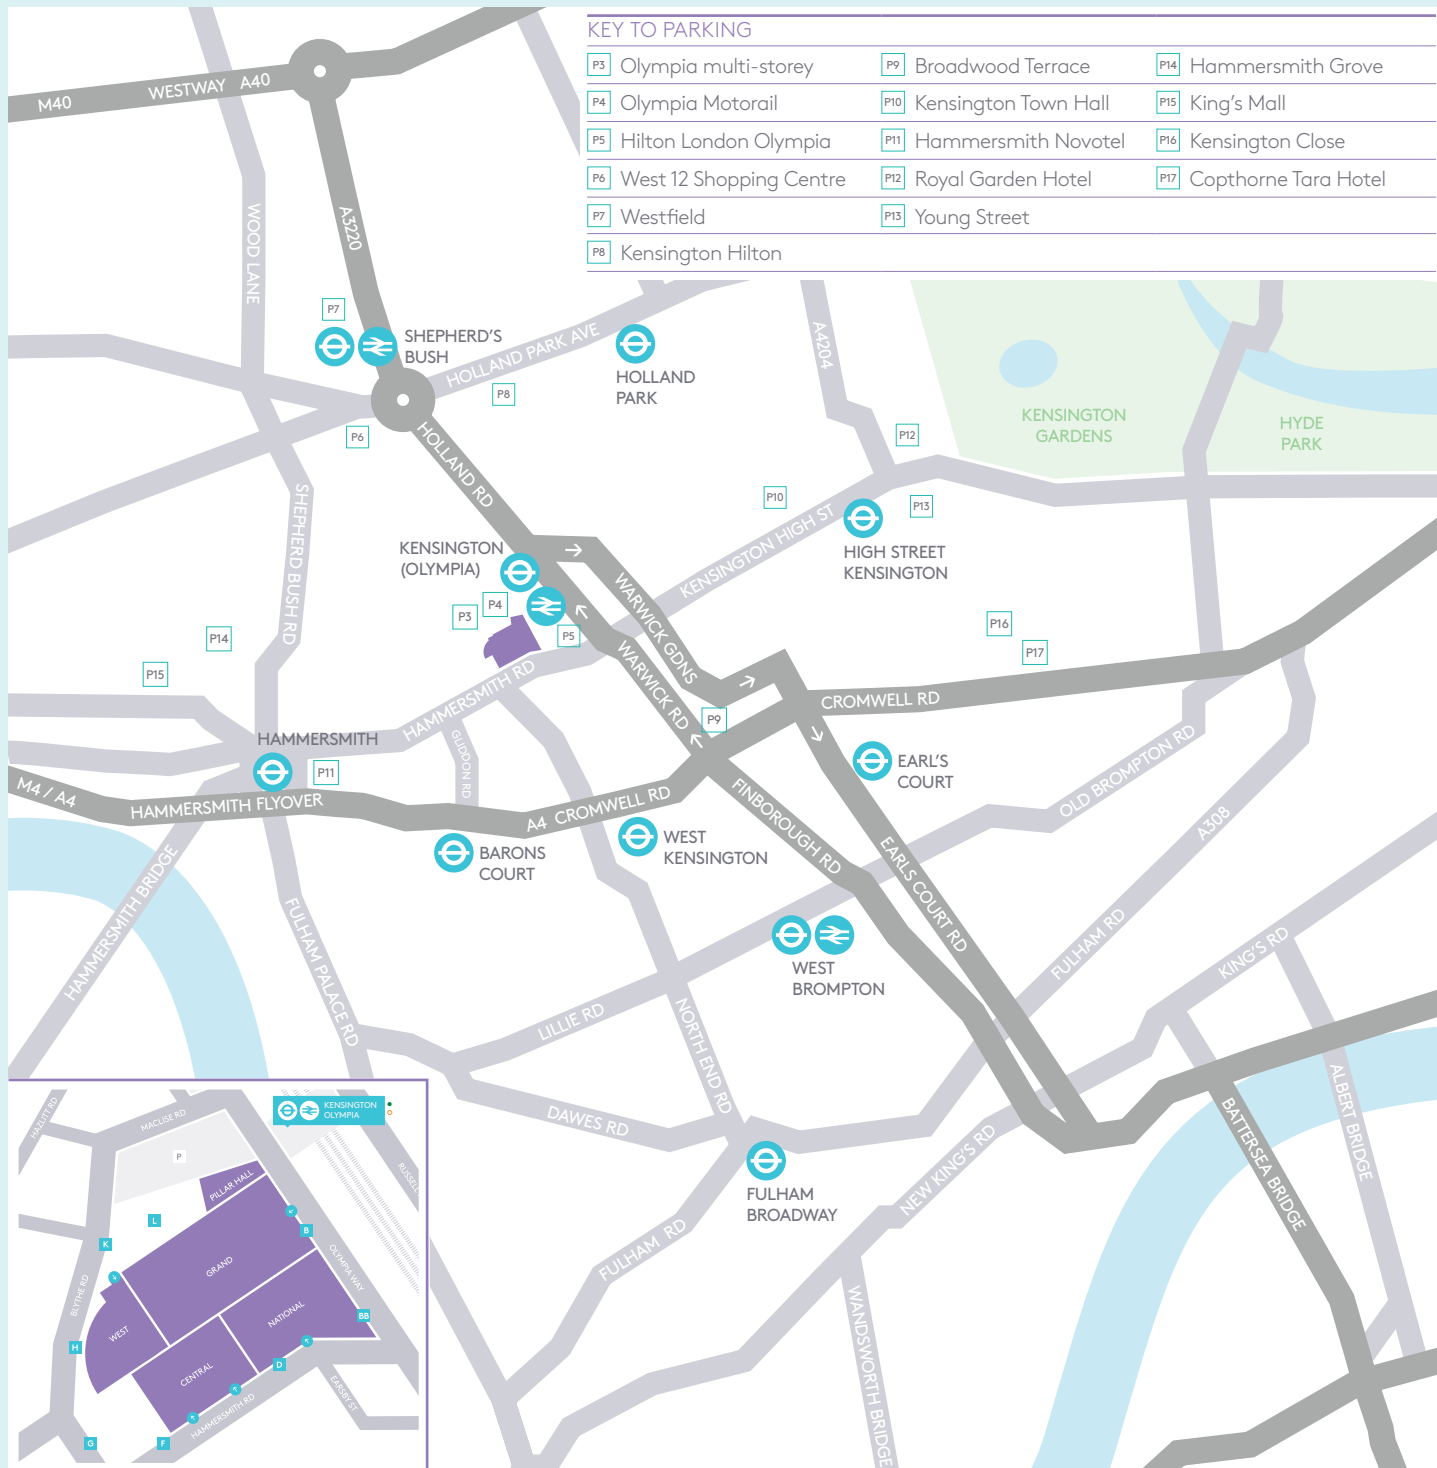 KEY TO PARKING
P3 Olympia multi-storey
P9 Broadwood Terrace
P14 Hammersmith Grove
P4 Olympia Motorail
P10 Kensington Town Hall
P15 King's Mall
P5 Hilton London Olympia
P11 Hammersmith Novotel
P16 Kensington Close
P6 West 12 Shopping Centre
P12 Royal Garden Hotel
P17 Copthorne Tara Hotel
P7 Westfield
P13 Young Street
P8 Kensington Hilton
M40
WESTWAY A40
A3220
WOOD LANE
P7
SHEPHERD'S
BUSH
HOLLAND PARK AVE
HOLLAND
PARK
A4204
P8
P6
KENSINGTON
GARDENS
HYDE
PARK
P12
HOLLAND RD
P10
P13
SHEPHERD BUSH RD
KENSINGTON HIGH ST
HIGH STREET
KENSINGTON
KENSINGTON
(OLYMPIA)
P4
P3
P5
WARWICK GDNS
WARWICK RD
P16
P17
P14
P15
HAMMERSMITH RD
P9
CROMWELL RD
HAMMERSMITH
P11
GLIDDON RD
EARL'S
COURT
OLD BROMPTON RD
M4 / A4
HAMMERSMITH FLYOVER
A4 CROMWELL RD
FINBOROUGH RD
A308
BARONS
COURT
WEST
KENSINGTON
EARLS COURT RD
HAMMERSMITH BRIDGE
FULHAM PALACE RD
WEST
BROMPTON
FULHAM RD
KING'S RD
LILLIE RD
NORTH END RD
DAWES RD
ALBERT BRIDGE
BATTERSEA BRIDGE
NEW KING'S RD
FULHAM
BROADWAY
FULHAM RD
WANDSWORTH BRIDGE
HAZLITT RD
MACLISE RD
KENSINGTON
OLYMPIA
P
RUSSELL
PILLAR HALL
L
K
B
GRAND
OLYMPIA WAY
BLYTHE RD
NATIONAL
BB
WEST
H
CENTRAL
D
HAMMERSMITH RD
EARSBY ST
G
F